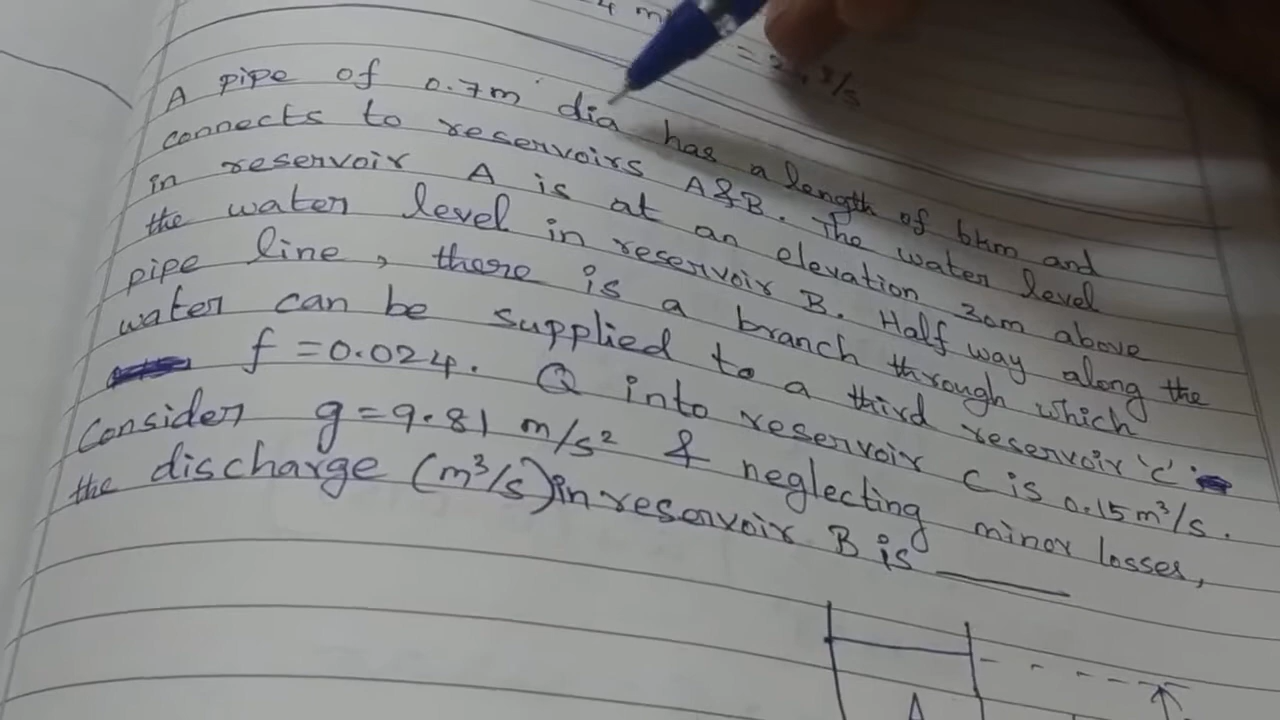 4 m
A pipe of 0.7m dia has a length of 6km and
connects to reservoirs A&B. The water level
in reservoir A is at an elevation 30m above
the water level in reservoir B. Half way along the
pipe line, there is a branch through which
water can be supplied to a third reservoir 'C'
f = 0.024. Q into reservoir C is 0.15m³/s.
Consider g = 9.81 m/s² & neglecting minor losses,
the discharge (m³/s) in reservoir B is ____
A